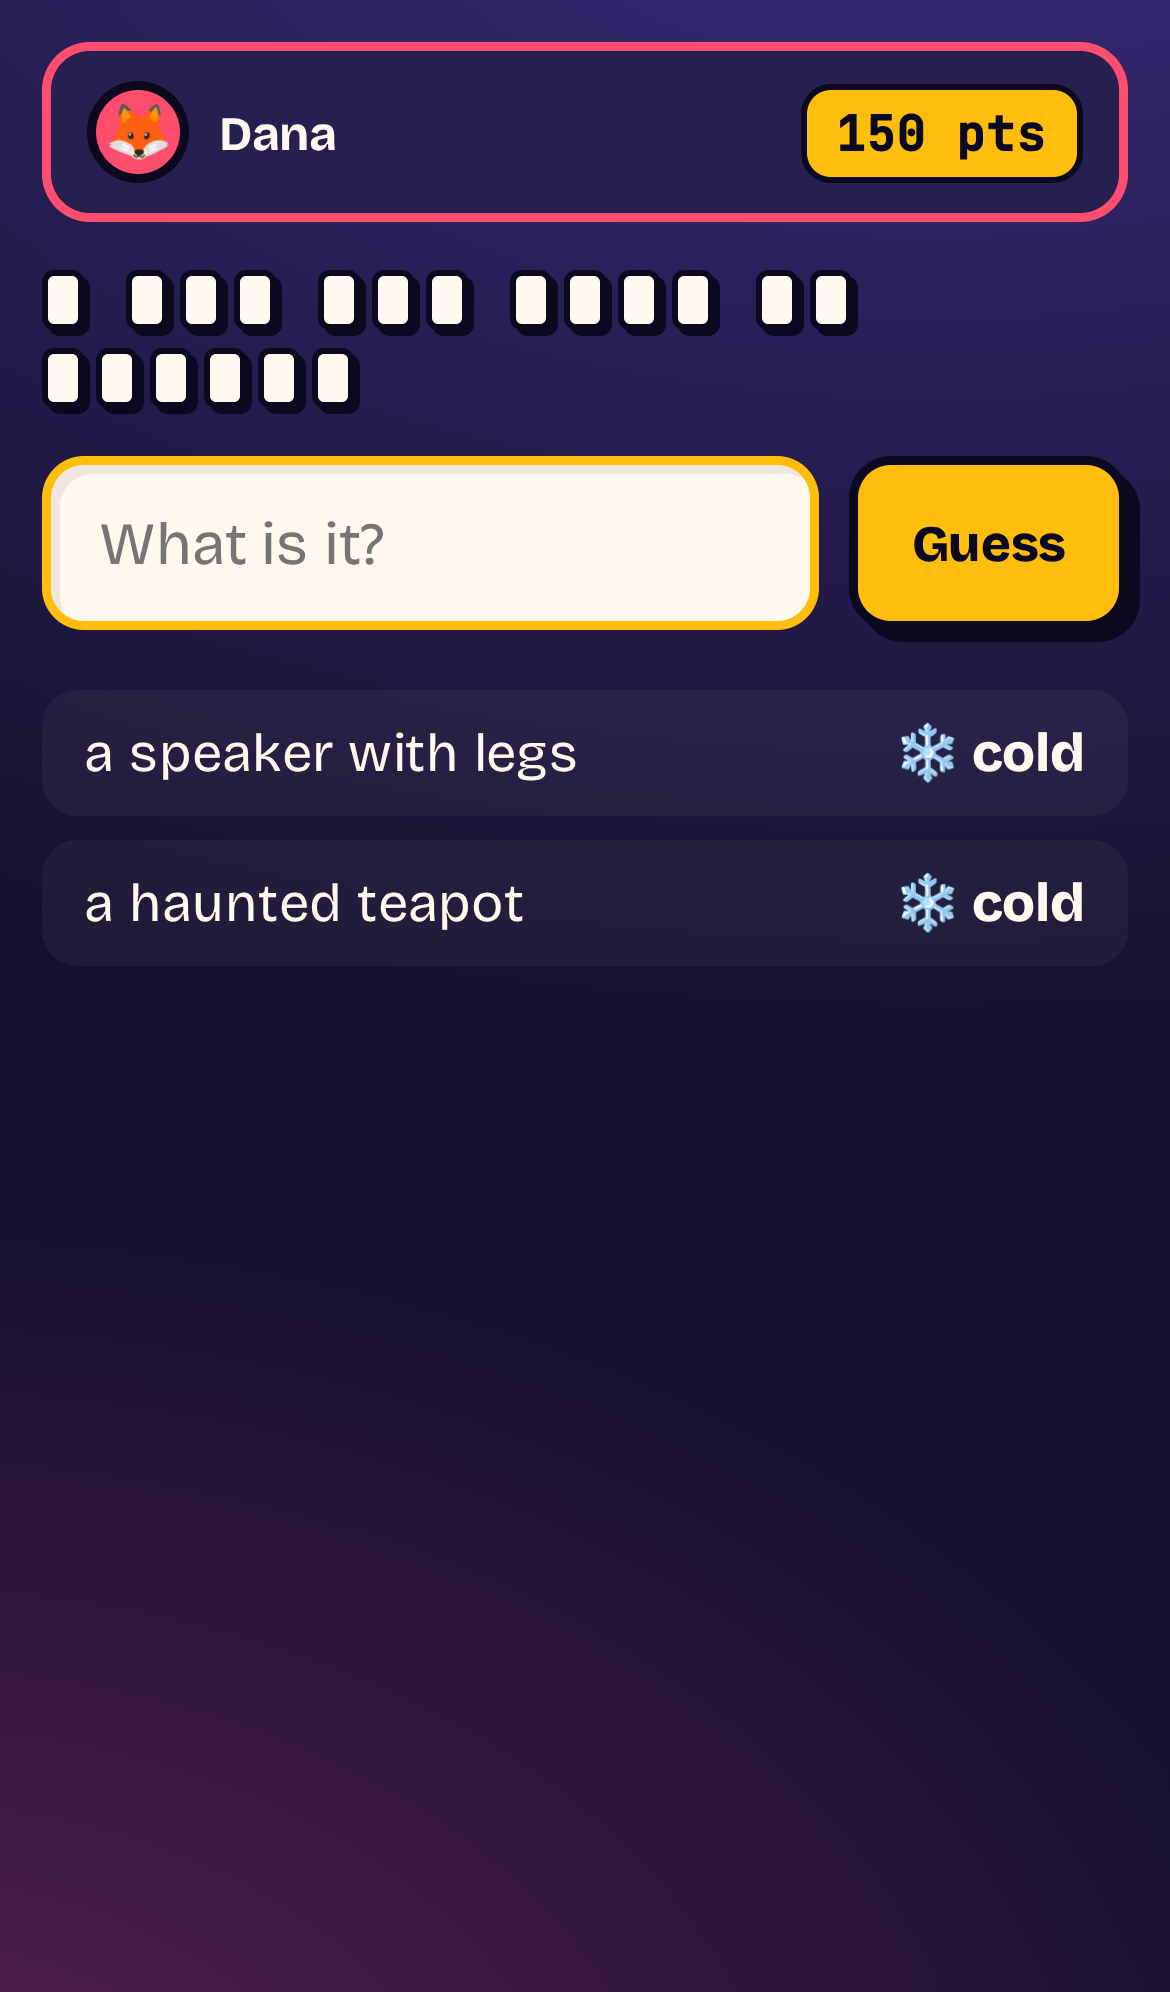 Dana
150 pts
What is it?
Guess
a speaker with legs
cold
a haunted teapot
cold